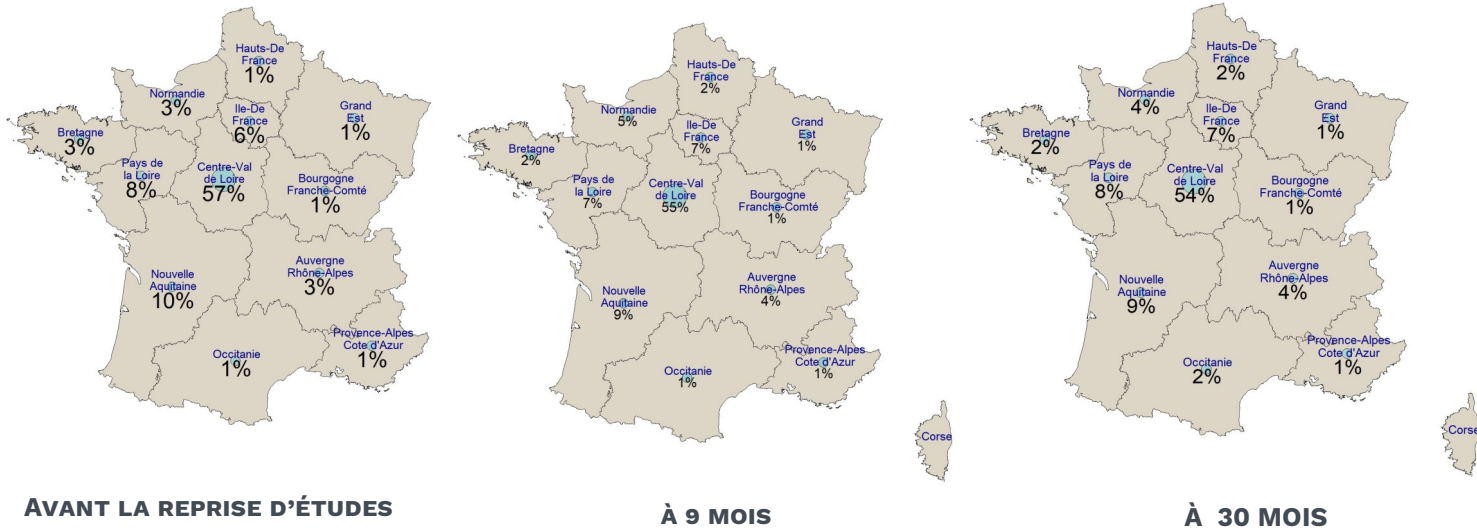 Hauts-De
France
1%
Normandie
3%
Ile-De
France
6%
Grand
Est
1%
Bretagne
3%
Pays de
la Loire
8%
Centre-Val
de Loire
57%
Bourgogne
Franche-Comté
1%
Nouvelle
Aquitaine
10%
Auvergne
Rhône-Alpes
3%
Occitanie
1%
Provence-Alpes
Cote d'Azur
1%
AVANT LA REPRISE D'ÉTUDES
Hauts-De
France
2%
Normandie
5%
Ile-De
France
7%
Grand
Est
1%
Bretagne
2%
Pays de
la Loire
7%
Centre-Val
de Loire
55%
Bourgogne
Franche-Comté
1%
Nouvelle
Aquitaine
9%
Auvergne
Rhône-Alpes
4%
Occitanie
1%
Provence-Alpes
Cote d'Azur
1%
Corse
À 9 MOIS
Hauts-De
France
2%
Normandie
4%
Ile-De
France
7%
Grand
Est
1%
Bretagne
2%
Pays de
la Loire
8%
Centre-Val
de Loire
54%
Bourgogne
Franche-Comté
1%
Nouvelle
Aquitaine
9%
Auvergne
Rhône-Alpes
4%
Occitanie
2%
Provence-Alpes
Cote d'Azur
1%
Corse
À 30 MOIS